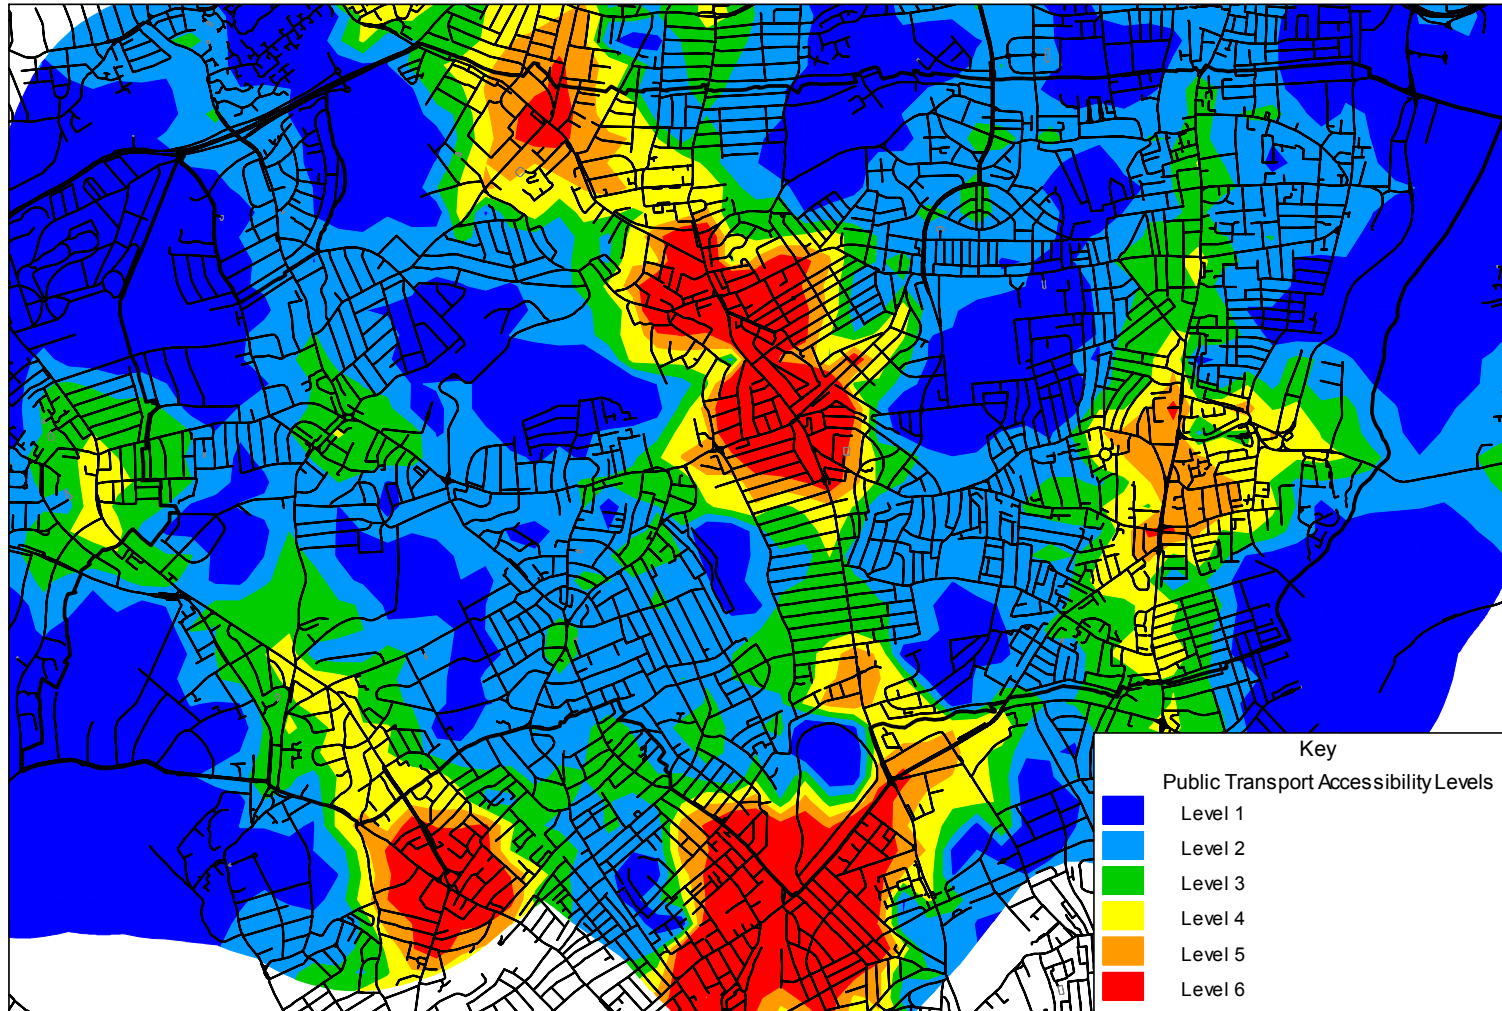 Key
Public Transport Accessibility Levels
Level 1
Level 2
Level 3
Level 4
Level 5
Level 6